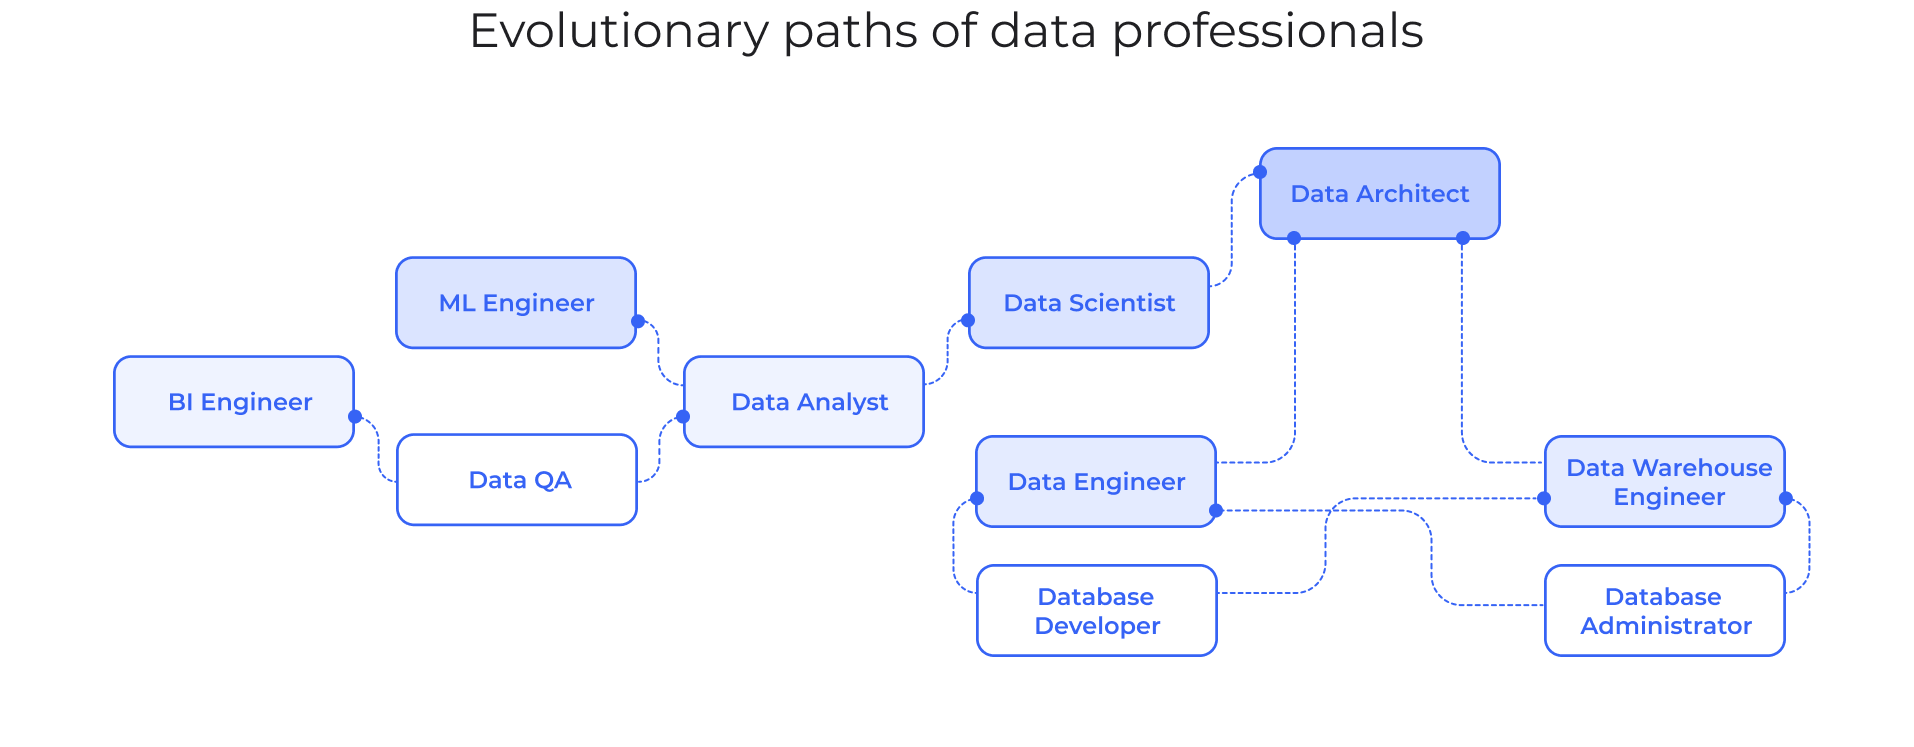 Evolutionary paths of data professionals
Data Architect
ML Engineer
Data Scientist
BI Engineer
Data Analyst
Data QA
Data Engineer
Data Warehouse
Engineer
Database
Developer
Database
Administrator